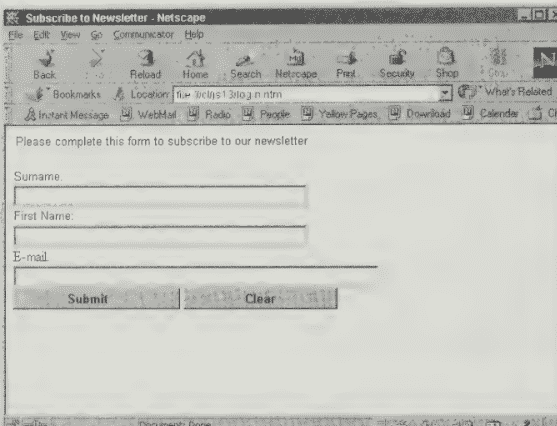 Subscribe to Newsletter - Netscape
File Edit View Go Communicator Help
Back Reload Home Search Netscape Print Security Shop
Bookmarks Location: What's Related
Instant Message WebMail Radio People Yellow Pages Download Calendar
Please complete this form to subscribe to our newsletter
Surname:
First Name:
E-mail
Submit Clear
Document: Done